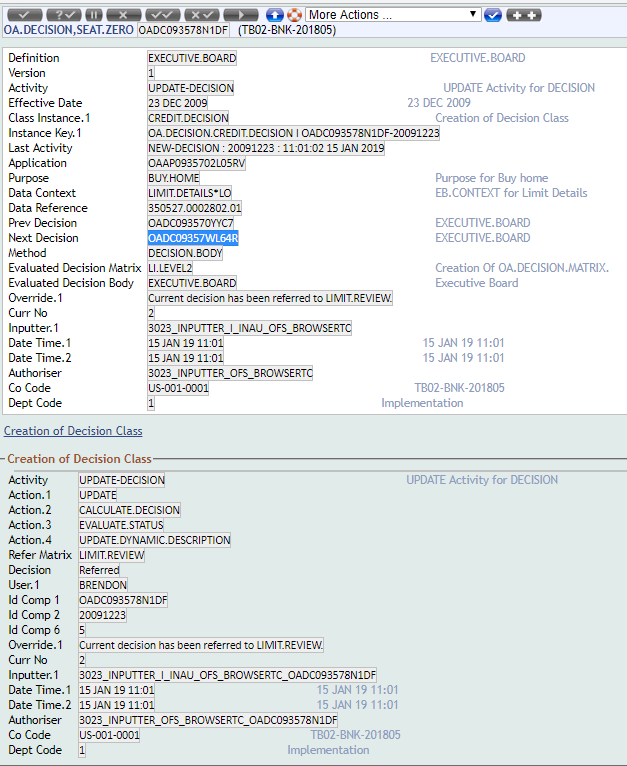 More Actions ...
OA.DECISION,SEAT.ZERO OADC093578N1DF (TB02-BNK-201805)
Definition EXECUTIVE.BOARD EXECUTIVE.BOARD
Version 1
Activity UPDATE-DECISION UPDATE Activity for DECISION
Effective Date 23 DEC 2009 23 DEC 2009
Class Instance.1 CREDIT.DECISION Creation of Decision Class
Instance Key.1 OA.DECISION.CREDIT.DECISION I OADC093578N1DF-20091223
Last Activity NEW-DECISION : 20091223 : 11:01:02 15 JAN 2019
Application OAAP0935702L05RV
Purpose BUY.HOME Purpose for Buy home
Data Context LIMIT.DETAILS*LO EB.CONTEXT for Limit Details
Data Reference 350527.0002802.01
Prev Decision OADC093570YYC7 EXECUTIVE.BOARD
Next Decision OADC09357WL64R EXECUTIVE.BOARD
Method DECISION.BODY
Evaluated Decision Matrix LI.LEVEL2 Creation Of OA.DECISION.MATRIX.
Evaluated Decision Body EXECUTIVE.BOARD Executive Board
Override.1 Current decision has been referred to LIMIT.REVIEW.
Curr No 2
Inputter.1 3023_INPUTTER_I_INAU_OFS_BROWSERTC
Date Time.1 15 JAN 19 11:01 15 JAN 19 11:01
Date Time.2 15 JAN 19 11:01 15 JAN 19 11:01
Authoriser 3023_INPUTTER_OFS_BROWSERTC
Co Code US-001-0001 TB02-BNK-201805
Dept Code 1 Implementation
Creation of Decision Class
Creation of Decision Class
Activity UPDATE-DECISION UPDATE Activity for DECISION
Action.1 UPDATE
Action.2 CALCULATE.DECISION
Action.3 EVALUATE.STATUS
Action.4 UPDATE.DYNAMIC.DESCRIPTION
Refer Matrix LIMIT.REVIEW
Decision Referred
User.1 BRENDON
Id Comp 1 OADC093578N1DF
Id Comp 2 20091223
Id Comp 6 5
Override.1 Current decision has been referred to LIMIT.REVIEW.
Curr No 2
Inputter.1 3023_INPUTTER_I_INAU_OFS_BROWSERTC_OADC093578N1DF
Date Time.1 15 JAN 19 11:01 15 JAN 19 11:01
Date Time.2 15 JAN 19 11:01 15 JAN 19 11:01
Authoriser 3023_INPUTTER_OFS_BROWSERTC_OADC093578N1DF
Co Code US-001-0001 TB02-BNK-201805
Dept Code 1 Implementation